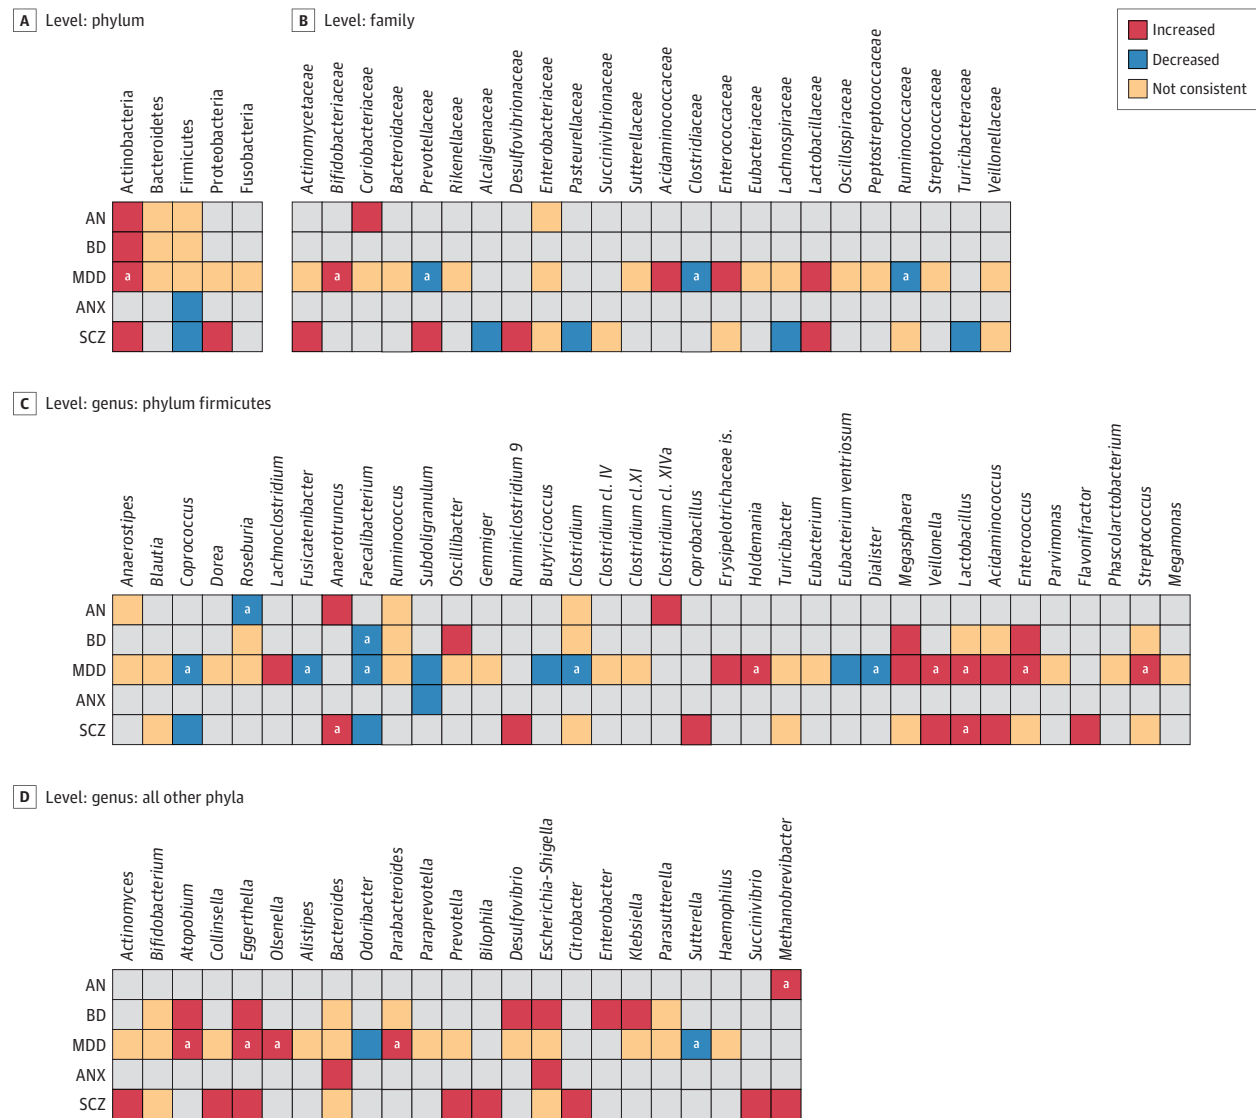 A Level: phylum
B Level: family
Increased
Decreased
Not consistent
Actinobacteria
Bacteroidetes
Firmicutes
Proteobacteria
Fusobacteria
Actinomycetaceae
Bifidobacteriaceae
Coriobacteriaceae
Bacteroidaceae
Prevotellaceae
Rikenellaceae
Alcaligenaceae
Desulfovibrionaceae
Enterobacteriaceae
Pasteurellaceae
Succinivibrionaceae
Sutterellaceae
Acidaminococcaceae
Clostridiaceae
Enterococcaceae
Eubacteriaceae
Lachnospiraceae
Lactobacillaceae
Oscillospiraceae
Peptostreptococcaceae
Ruminococcaceae
Streptococcaceae
Turicibacteraceae
Veillonellaceae
AN
BD
MDD a a a a a
ANX
SCZ
C Level: genus: phylum firmicutes
Anaerostipes
Blautia
Coprococcus
Dorea
Roseburia
Lachnoclostridium
Fusicatenibacter
Anaerotruncus
Faecalibacterium
Ruminococcus
Subdoligranulum
Oscillibacter
Gemmiger
Ruminiclostridium 9
Butyricicoccus
Clostridium
Clostridium cl. IV
Clostridium cl.XI
Clostridium cl. XIVa
Coprobacillus
Erysipelotrichaceae is.
Holdemania
Turicibacter
Eubacterium
Eubacterium ventriosum
Dialister
Megasphaera
Veillonella
Lactobacillus
Acidaminococcus
Enterococcus
Parvimonas
Flavonifractor
Phascolarctobacterium
Streptococcus
Megamonas
AN a
BD a
MDD a a a a a a a a a a
ANX
SCZ a a
D Level: genus: all other phyla
Actinomyces
Bifidobacterium
Atopobium
Collinsella
Eggerthella
Olsenella
Alistipes
Bacteroides
Odoribacter
Parabacteroides
Paraprevotella
Prevotella
Bilophila
Desulfovibrio
Escherichia-Shigella
Citrobacter
Enterobacter
Klebsiella
Parasutterella
Sutterella
Haemophilus
Succinivibrio
Methanobrevibacter
AN a
BD
MDD a a a a a
ANX
SCZ